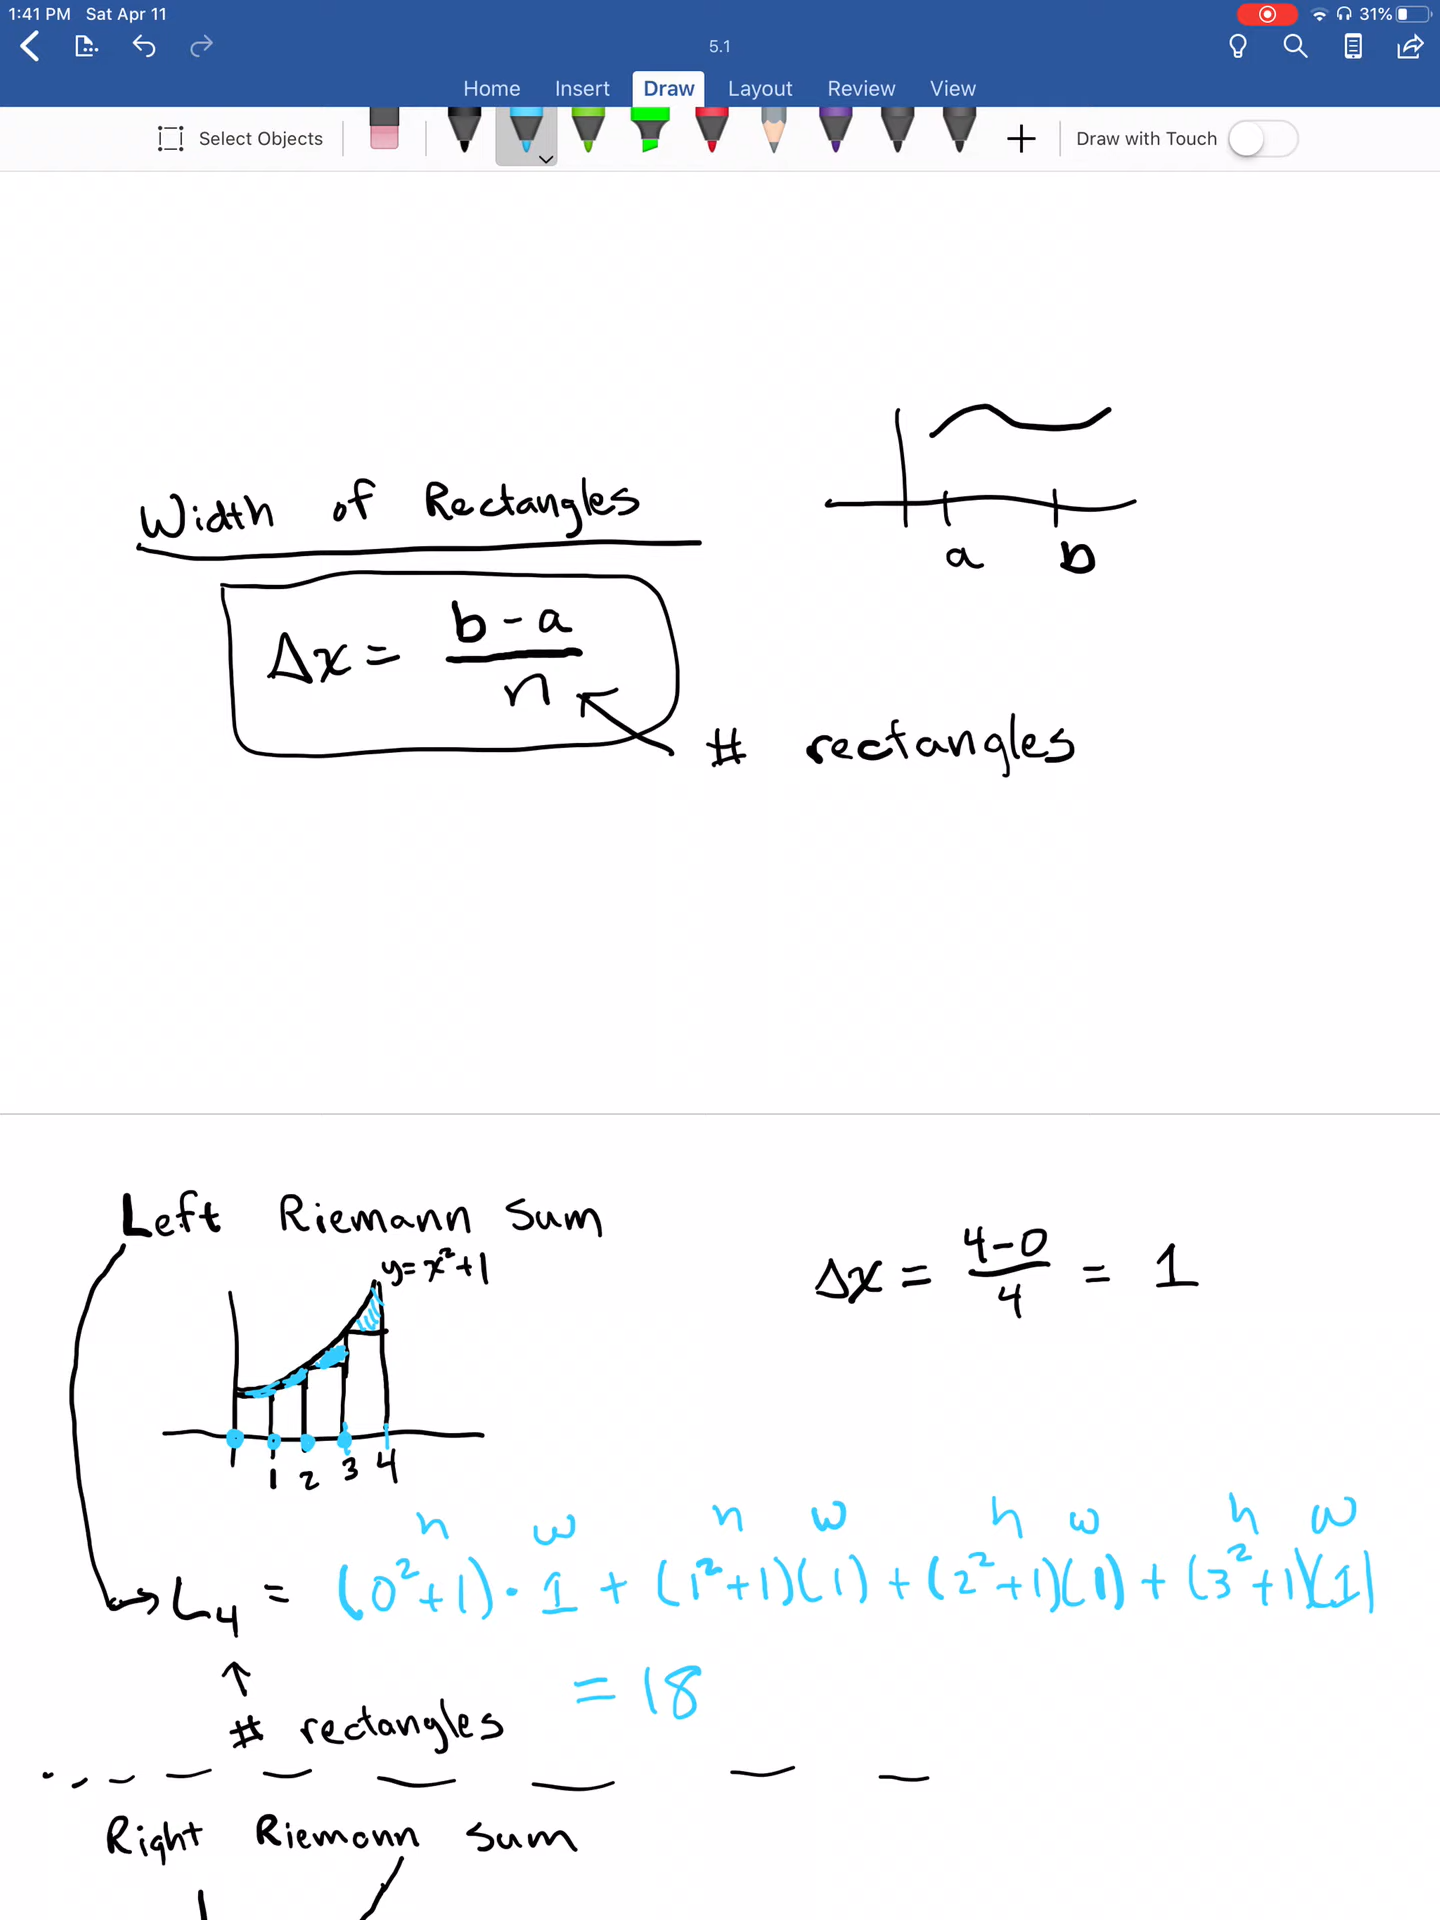 1:41 PM Sat Apr 11 31%
5.1
Home Insert Draw Layout Review View
Select Objects Draw with Touch
Width of Rectangles
a b
Δx = b - a / n
# rectangles
Left Riemann Sum
y = x²+1
Δx = 4-0 / 4 = 1
1 2 3 4
h w h w h w h w
L₄ = (0²+1) · 1 + (1²+1)(1) + (2²+1)(1) + (3²+1)(1)
= 18
↑
# rectangles
Right Riemann Sum